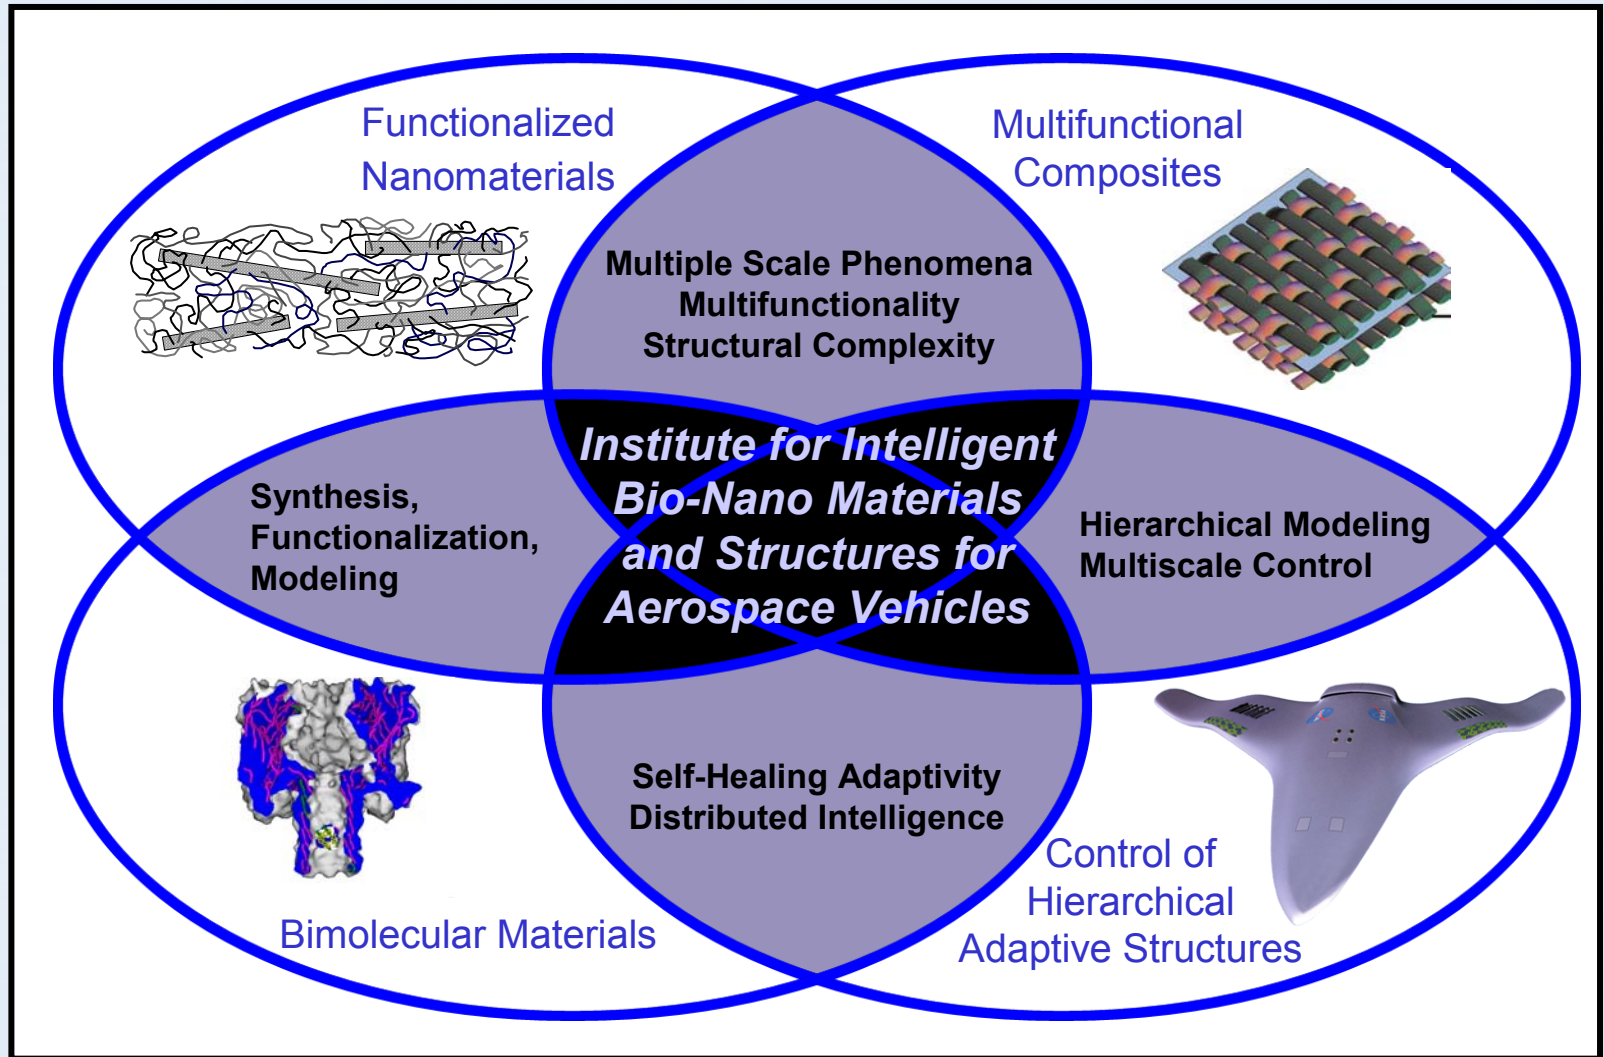 Functionalized
Nanomaterials
Multifunctional
Composites
Multiple Scale Phenomena
Multifunctionality
Structural Complexity
Synthesis,
Functionalization,
Modeling
Institute for Intelligent
Bio-Nano Materials
and Structures for
Aerospace Vehicles
Hierarchical Modeling
Multiscale Control
Self-Healing Adaptivity
Distributed Intelligence
Bimolecular Materials
Control of
Hierarchical
Adaptive Structures